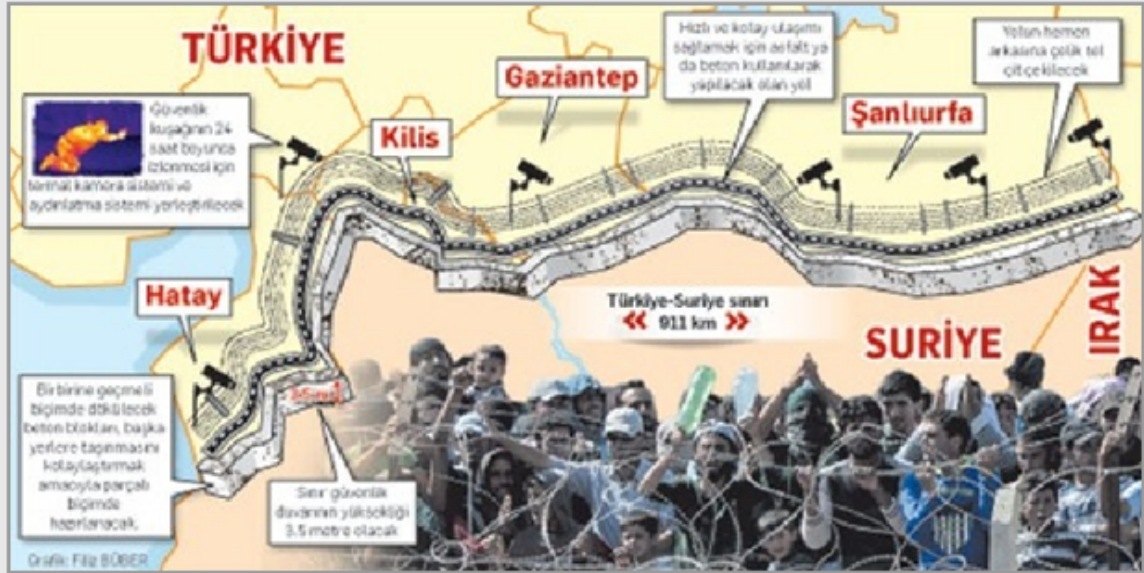 TÜRKİYE
Güvenlik
kuşağının 24
saat boyunca
izlenmesi için
termal kamera sistemi ve
aydınlatma sistemi yerleştirilecek
Kilis
Gaziantep
Hızlı ve kolay ulaşımı
sağlamak için asfalt ya
da beton kullanılarak
yapılacak olan yol
Şanlıurfa
Yolun hemen
arkasına çelik tel
çit çekilecek
Hatay
Türkiye-Suriye sınırı
911 km
SURİYE
IRAK
Birbirine geçmeli
biçimde dökülecek
beton blokları, başka
yerlere taşınmasını
kolaylaştırmak
amacıyla parçalı
biçimde
hazırlanacak.
3.5 m
Sınır güvenlik
duvarının yüksekliği
3.5 metre olacak
Grafik: Filiz BÜBER